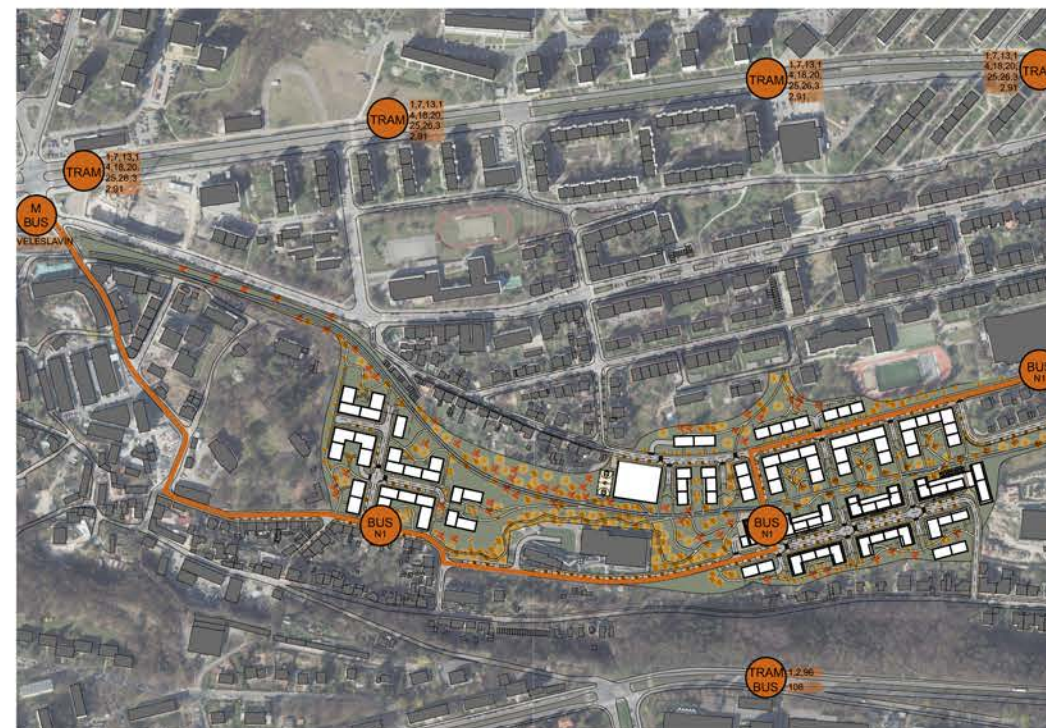 TRAM
1,7,13,1
4,18,20,
25,26,3
2,91
TRAM
1,7,13,1
4,18,20,
25,26,3
2,91
TRAM
1,7,13,1
4,18,20,
25,26,3
2,91
TRAM
1,7,13,1
4,18,20,
25,26,3
2,91
M
BUS
VELESLAVIN
BUS
N1
BUS
N1
BUS
N1
TRAM
BUS
1,2,96
108